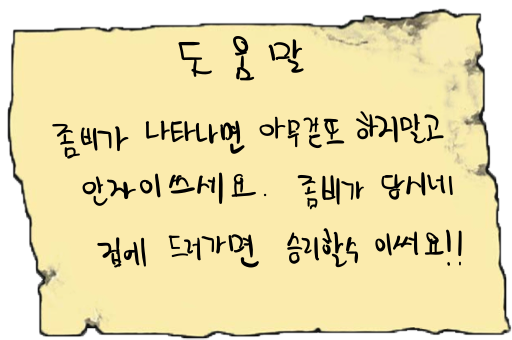 도움말
좀비가 나타나면 아무걷또 하지말고
안자이쓰세요. 좀비가 당시네
집에 드러가면 승리할수 이써요!!